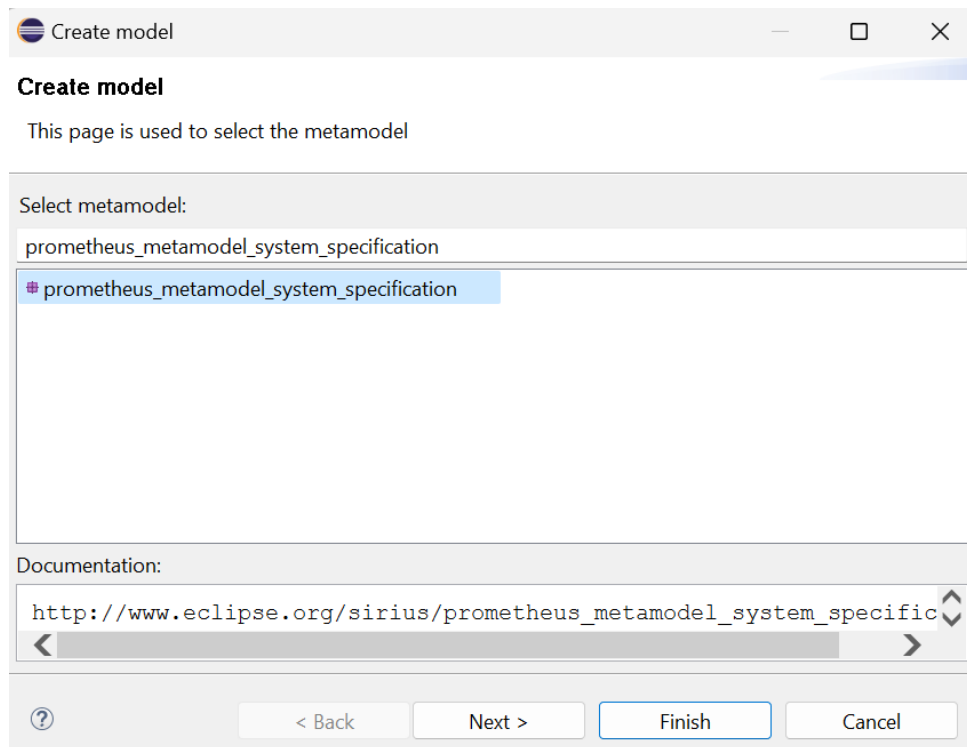 Create model
Create model
This page is used to select the metamodel
Select metamodel:
prometheus_metamodel_system_specification
prometheus_metamodel_system_specification
Documentation:
http://www.eclipse.org/sirius/prometheus_metamodel_system_specific
< Back Next > Finish Cancel